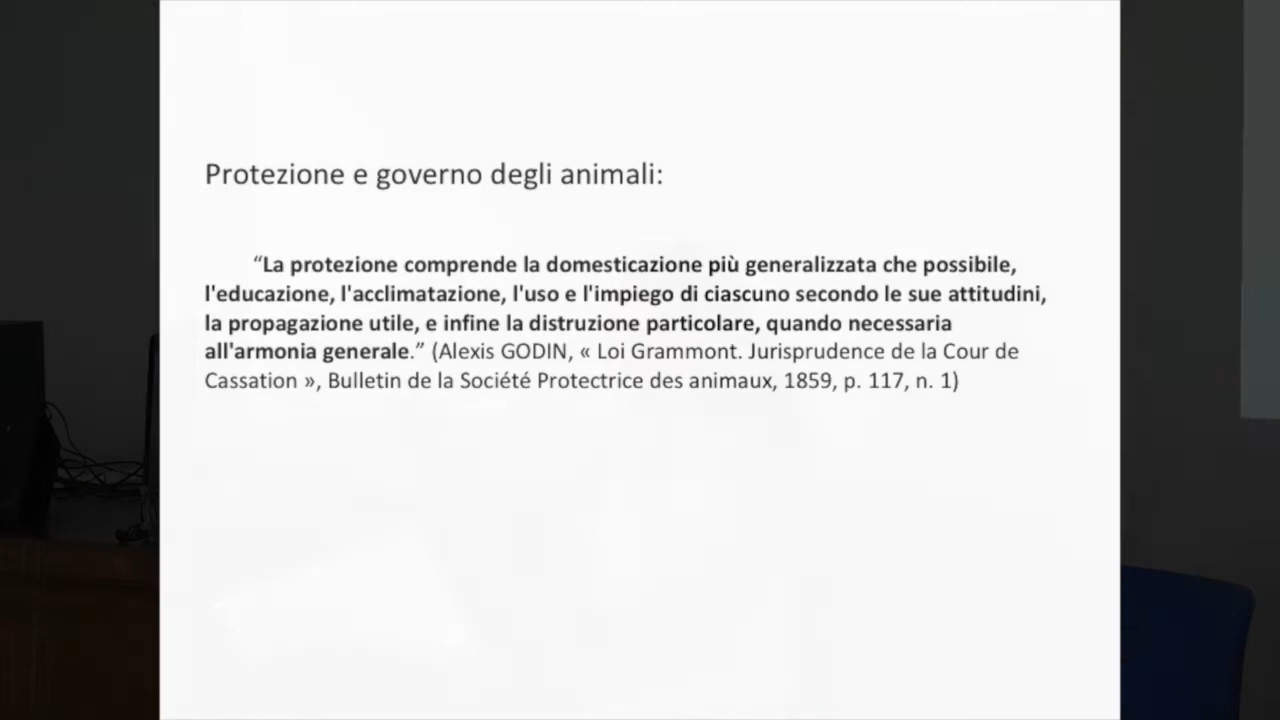 Protezione e governo degli animali:
“La protezione comprende la domesticazione più generalizzata che possibile,
l'educazione, l'acclimatazione, l'uso e l'impiego di ciascuno secondo le sue attitudini,
la propagazione utile, e infine la distruzione particolare, quando necessaria
all'armonia generale.” (Alexis GODIN, « Loi Grammont. Jurisprudence de la Cour de
Cassation », Bulletin de la Société Protectrice des animaux, 1859, p. 117, n. 1)